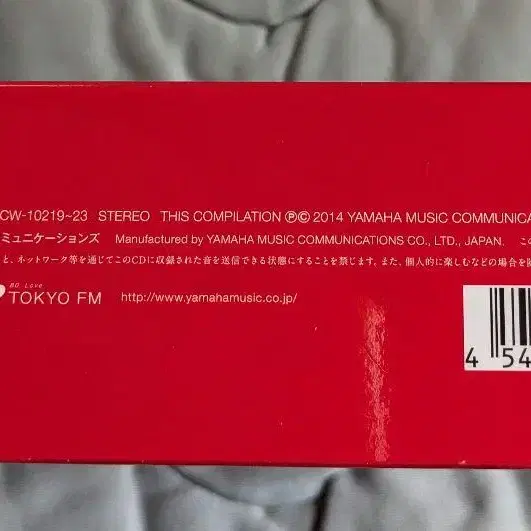 CW-10219~23 STEREO THIS COMPILATION ℗© 2014 YAMAHA MUSIC COMMUNICA
ミュニケーションズ Manufactured by YAMAHA MUSIC COMMUNICATIONS CO., LTD., JAPAN. こ
と、ネットワーク等を通じてこのCDに収録された音を送信できる状態にすることを禁じます。また、個人的に楽しむなどの場合を
80. Love
TOKYO FM http://www.yamahamusic.co.jp/
4 54